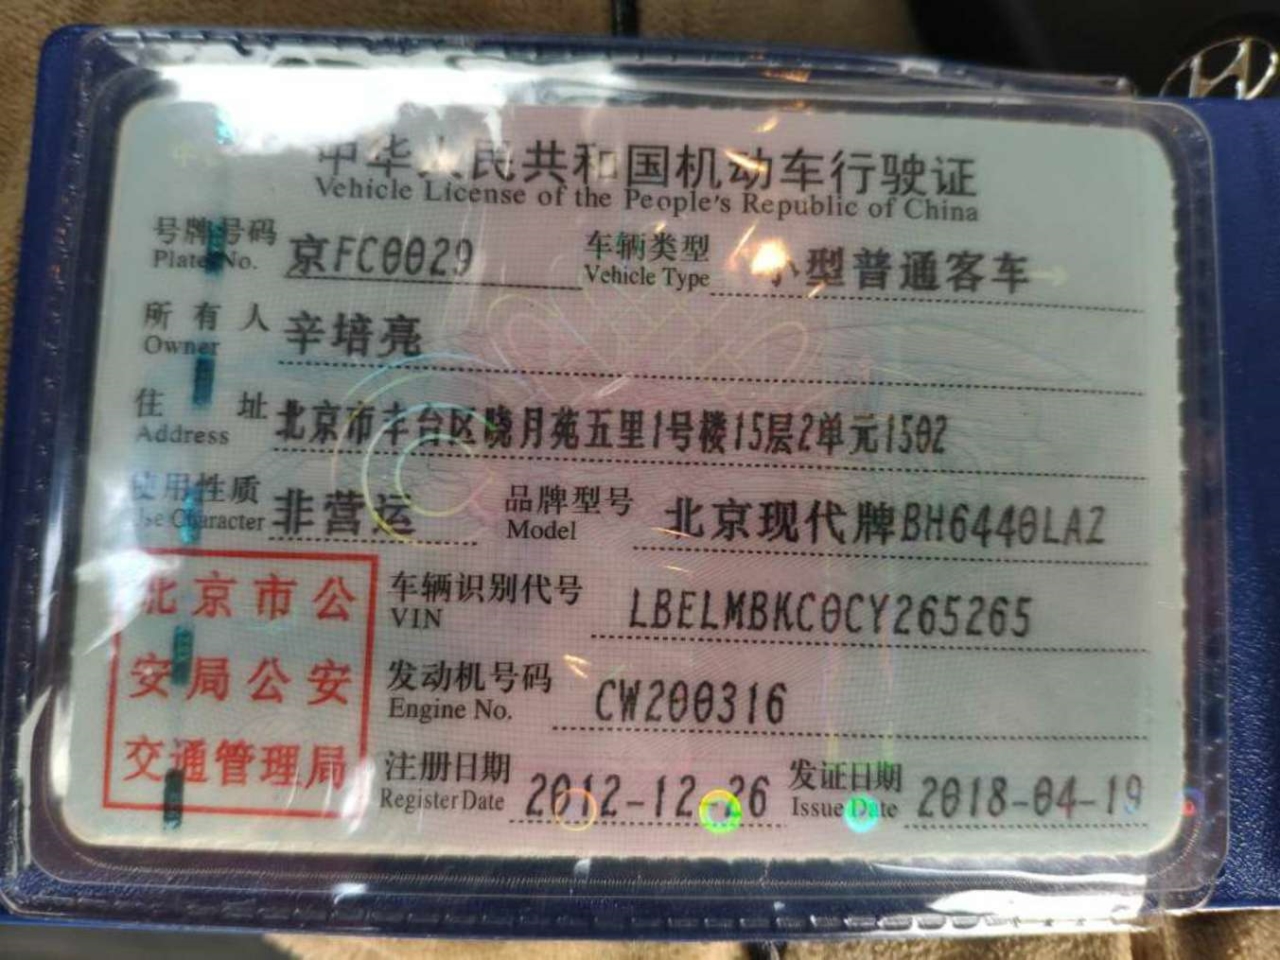 中华人民共和国机动车行驶证
Vehicle License of the People's Republic of China
号牌号码 京FC0029 车辆类型 小型普通客车
Plate No. Vehicle Type
所有人 辛培亮
Owner
住址 北京市丰台区晓月苑五里1号楼15层2单元1502
Address
使用性质 非营运 品牌型号 北京现代牌BH6440LAZ
Use Character Model
北京市公
安局公安
交通管理局
车辆识别代号 LBELMBKC0CY265265
VIN
发动机号码 CW200316
Engine No.
注册日期 2012-12-26 发证日期 2018-04-19
Register Date Issue Date